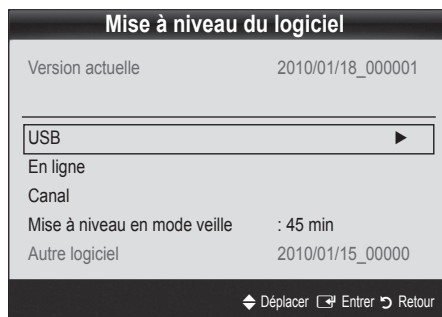 Mise à niveau du logiciel
Version actuelle 2010/01/18_000001
USB ►
En ligne
Canal
Mise à niveau en mode veille : 45 min
Autre logiciel 2010/01/15_00000
Déplacer Entrer Retour